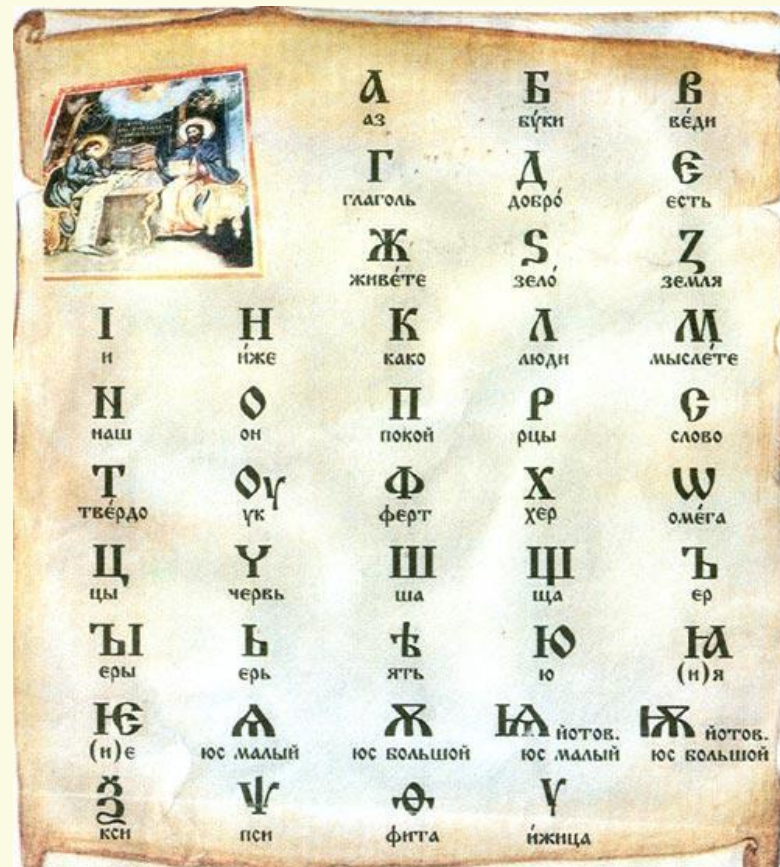 А Б В
аз бу́ки ве́ди
Г Д Є
глаголь добро́ єсть
Ж Ѕ З
живе́те зело́ земля
І Н К Л М
и и́же како люди мысле́те
N О П Р С
наш он покой рцы слово
Т Оу Ф Х Ѡ
тве́рдо ук ферт хер оме́га
Ц Ч Ш Щ Ъ
цы червь ша ща ер
ЪІ Ь Ѣ Ю Ꙗ
еры ерь ять ю (и)я
Ѥ Ѧ Ѫ Ѩ йотов. Ѭ йотов.
(и)є юс малый юс большой юс малый юс большой
Ѯ Ѱ Ѳ Ѵ
кси пси фита и́жица